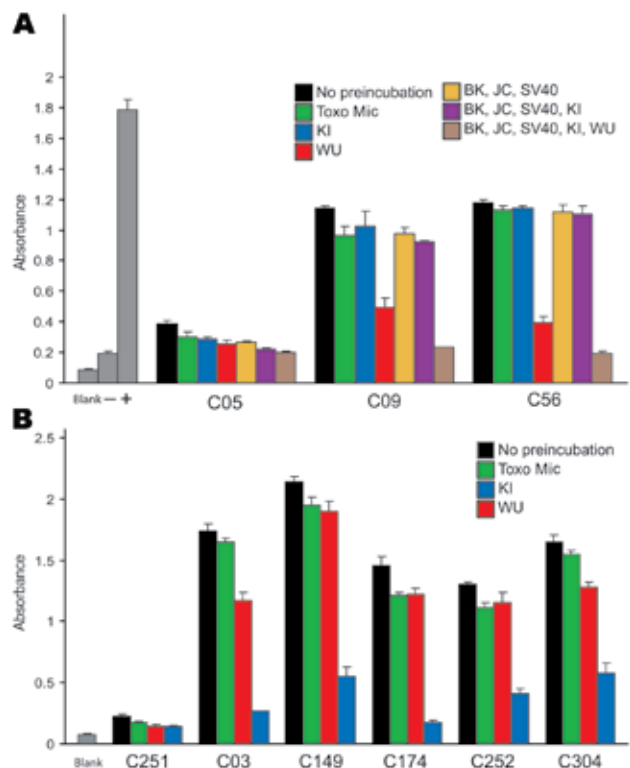 A
2
1.8
1.6
1.4
1.2
1
0.8
0.6
0.4
0.2
0
Absorbance
No preincubation
Toxo Mic
KI
WU
BK, JC, SV40
BK, JC, SV40, KI
BK, JC, SV40, KI, WU
Blank − + C05 C09 C56
B
2.5
2
1.5
1
0.5
0
Absorbance
No preincubation
Toxo Mic
KI
WU
Blank C251 C03 C149 C174 C252 C304